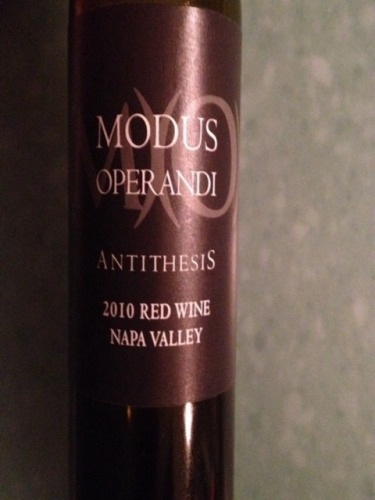 MODUS
OPERANDI
ANTITHESIS
2010 RED WINE
NAPA VALLEY